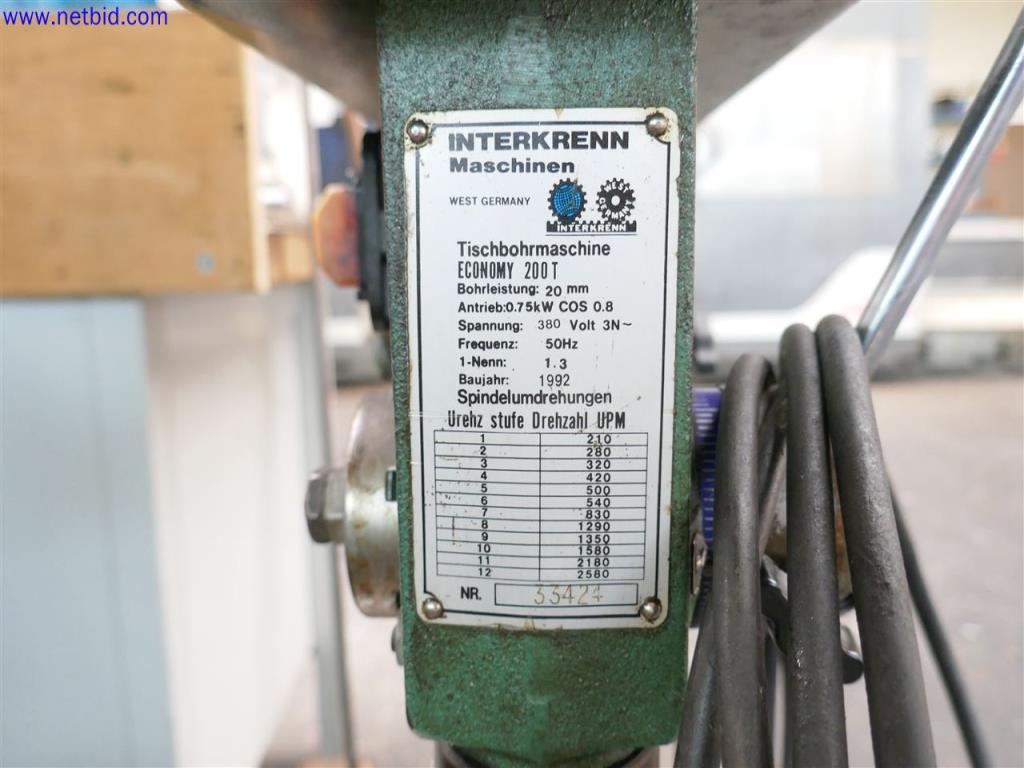 www.netbid.com
INTERKRENN
Maschinen
WEST GERMANY
INTERKRENN
Tischbohrmaschine
ECONOMY 200T
Bohrleistung: 20 mm
Antrieb:0.75kW COS 0.8
Spannung: 380 Volt 3N~
Frequenz: 50Hz
1-Nenn: 1.3
Baujahr: 1992
Spindelumdrehungen
Urehz stufe Drehzahl UPM
1 210
2 280
3 320
4 420
5 500
6 540
7 830
8 1290
9 1350
10 1580
11 2180
12 2580
NR.